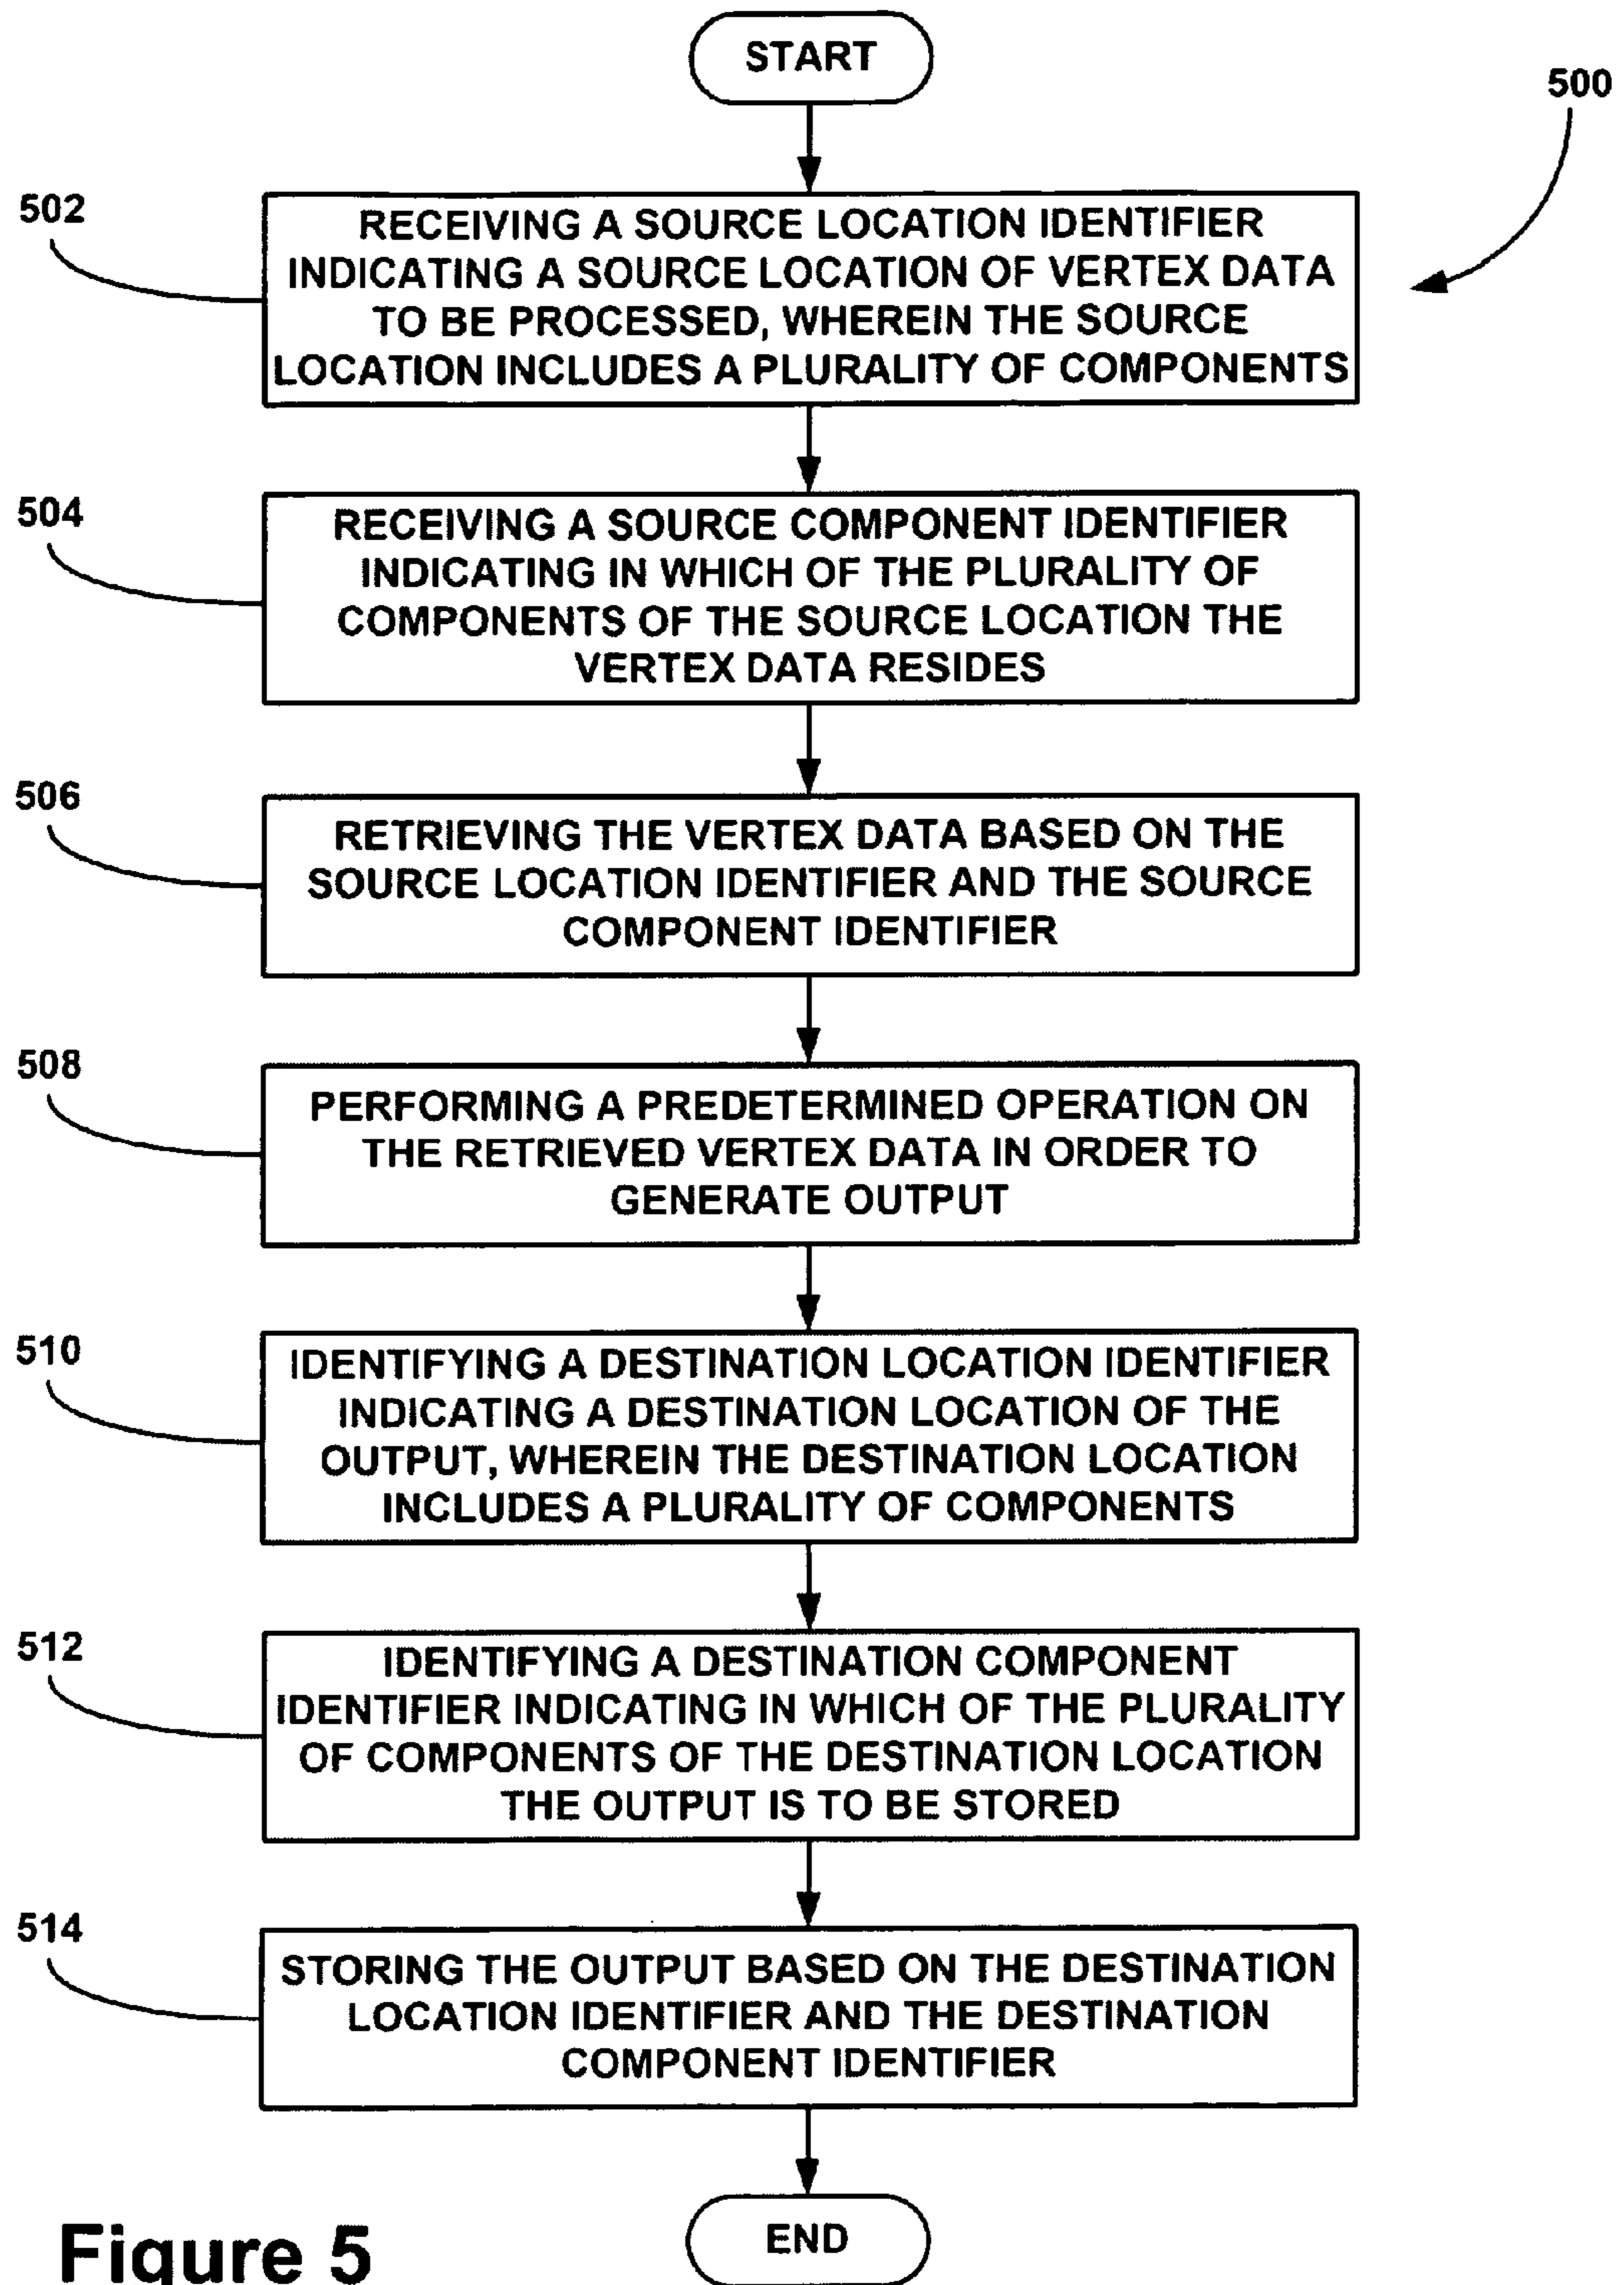 START
500
502
RECEIVING A SOURCE LOCATION IDENTIFIER
INDICATING A SOURCE LOCATION OF VERTEX DATA
TO BE PROCESSED, WHEREIN THE SOURCE
LOCATION INCLUDES A PLURALITY OF COMPONENTS
504
RECEIVING A SOURCE COMPONENT IDENTIFIER
INDICATING IN WHICH OF THE PLURALITY OF
COMPONENTS OF THE SOURCE LOCATION THE
VERTEX DATA RESIDES
506
RETRIEVING THE VERTEX DATA BASED ON THE
SOURCE LOCATION IDENTIFIER AND THE SOURCE
COMPONENT IDENTIFIER
508
PERFORMING A PREDETERMINED OPERATION ON
THE RETRIEVED VERTEX DATA IN ORDER TO
GENERATE OUTPUT
510
IDENTIFYING A DESTINATION LOCATION IDENTIFIER
INDICATING A DESTINATION LOCATION OF THE
OUTPUT, WHEREIN THE DESTINATION LOCATION
INCLUDES A PLURALITY OF COMPONENTS
512
IDENTIFYING A DESTINATION COMPONENT
IDENTIFIER INDICATING IN WHICH OF THE PLURALITY
OF COMPONENTS OF THE DESTINATION LOCATION
THE OUTPUT IS TO BE STORED
514
STORING THE OUTPUT BASED ON THE DESTINATION
LOCATION IDENTIFIER AND THE DESTINATION
COMPONENT IDENTIFIER
END
Figure 5